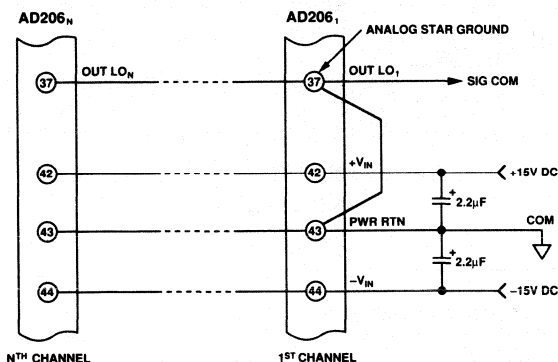 AD206N
AD2061
ANALOG STAR GROUND
37
OUT LON
37
OUT LO1
SIG COM
42
42
+VIN
+15V DC
+
2.2µF
COM
43
43
PWR RTN
+
2.2µF
44
44
−VIN
−15V DC
NTH CHANNEL
1ST CHANNEL